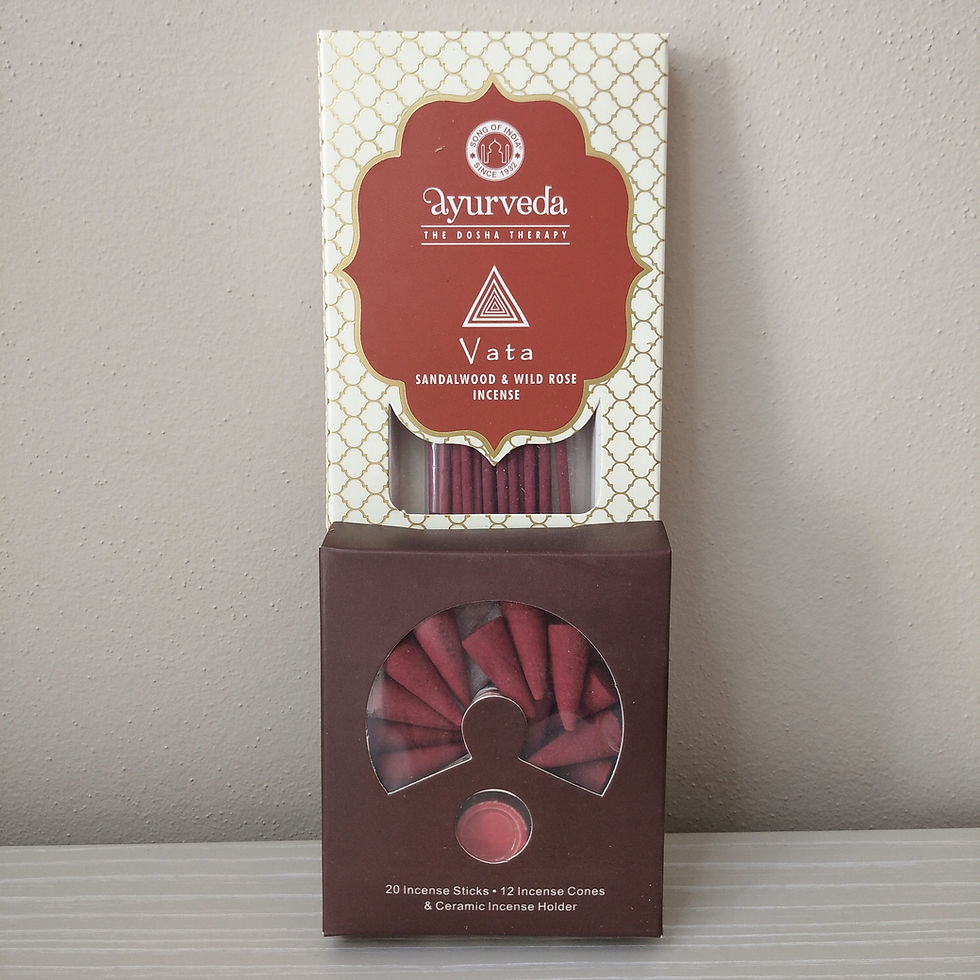 SONG OF INDIA®
SINCE 1932
ayurveda
THE DOSHA THERAPY
Vata
SANDALWOOD & WILD ROSE
INCENSE
20 Incense Sticks • 12 Incense Cones
& Ceramic Incense Holder